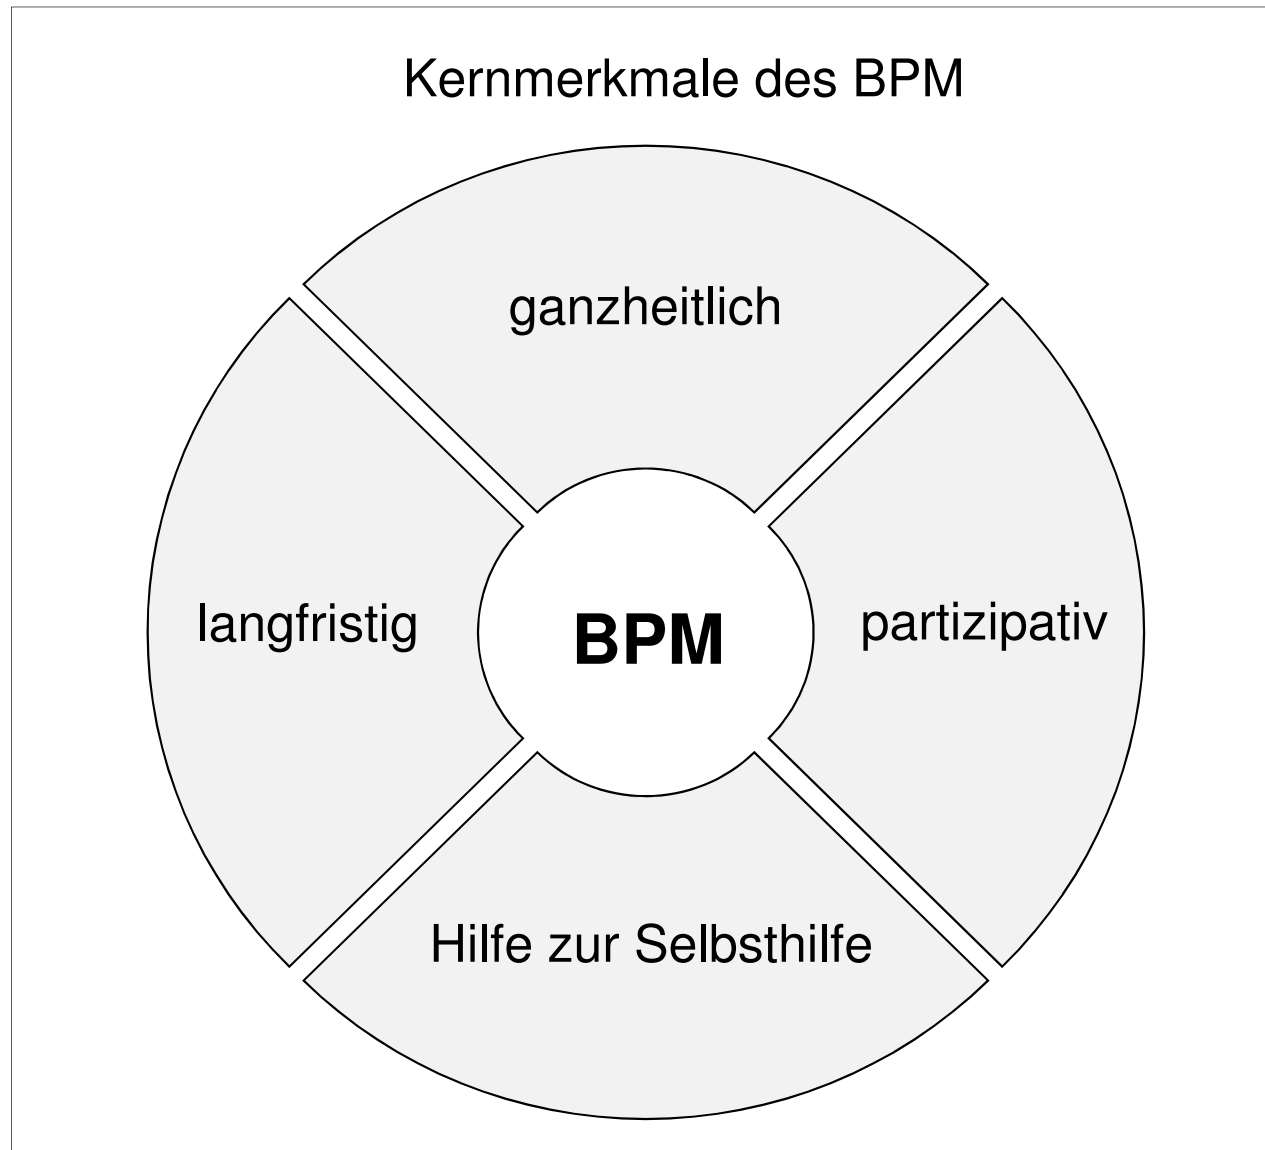 Kernmerkmale des BPM
ganzheitlich
langfristig
BPM
partizipativ
Hilfe zur Selbsthilfe